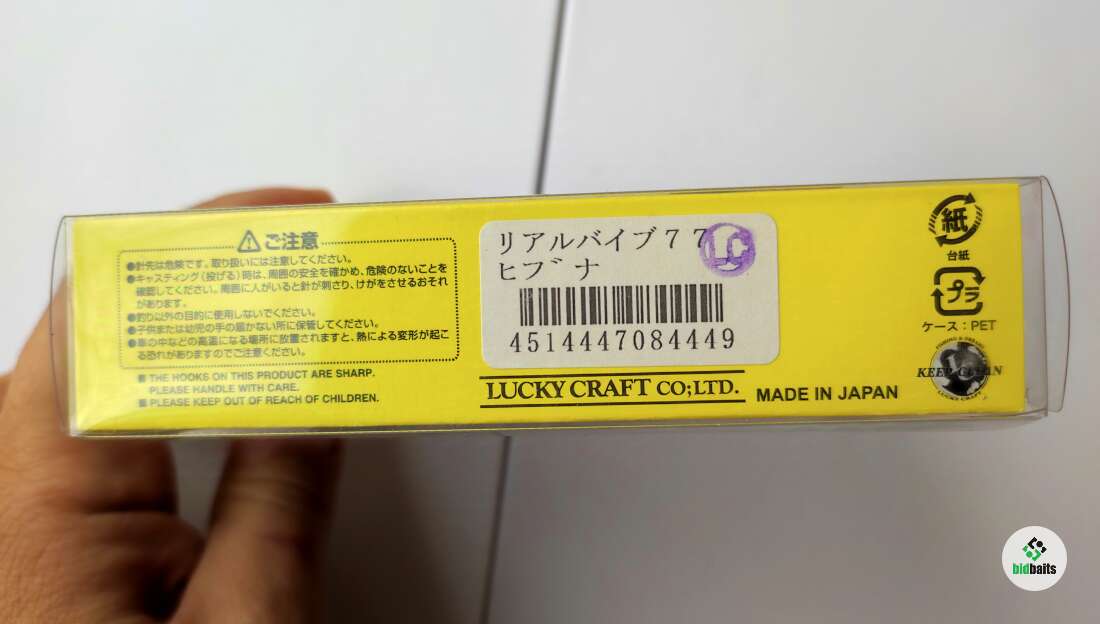 ⚠ご注意
●針先は危険です。取り扱いには注意してください。
●キャスティング（投げる）時は、周囲の安全を確かめ、危険のないことを
確認してください。周囲に人がいると針が刺さり、けがをさせるおそれ
があります。
●釣り以外の目的に使用しないでください。
●子供または幼児の手の届かない所に保管してください。
●車の中などの高温になる場所に放置されますと、熱による変形が起こ
る恐れがありますのでご注意ください。
■ THE HOOKS ON THIS PRODUCT ARE SHARP.
PLEASE HANDLE WITH CARE.
■ PLEASE KEEP OUT OF REACH OF CHILDREN.
リアルバイブ７７
LC
ヒブナ
4514447084449
LUCKY CRAFT CO;LTD.
MADE IN JAPAN
紙
台紙
プラ
ケース：PET
KEEP CLEAN
LUCKY CRAFT
bidbaits